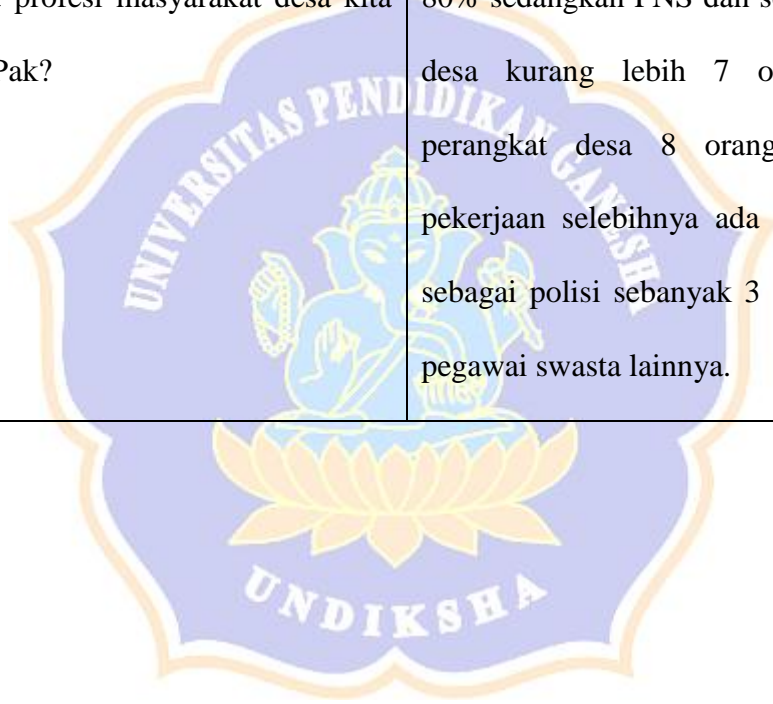 profesi masyarakat desa kita
Pak?
80% sedangkan PNS dan
desa kurang lebih 7
perangkat desa 8 orang
pekerjaan selebihnya ada
sebagai polisi sebanyak 3
pegawai swasta lainnya.
UNIVERSITAS PENDIDIKAN GANESHA
UNDIKSHA